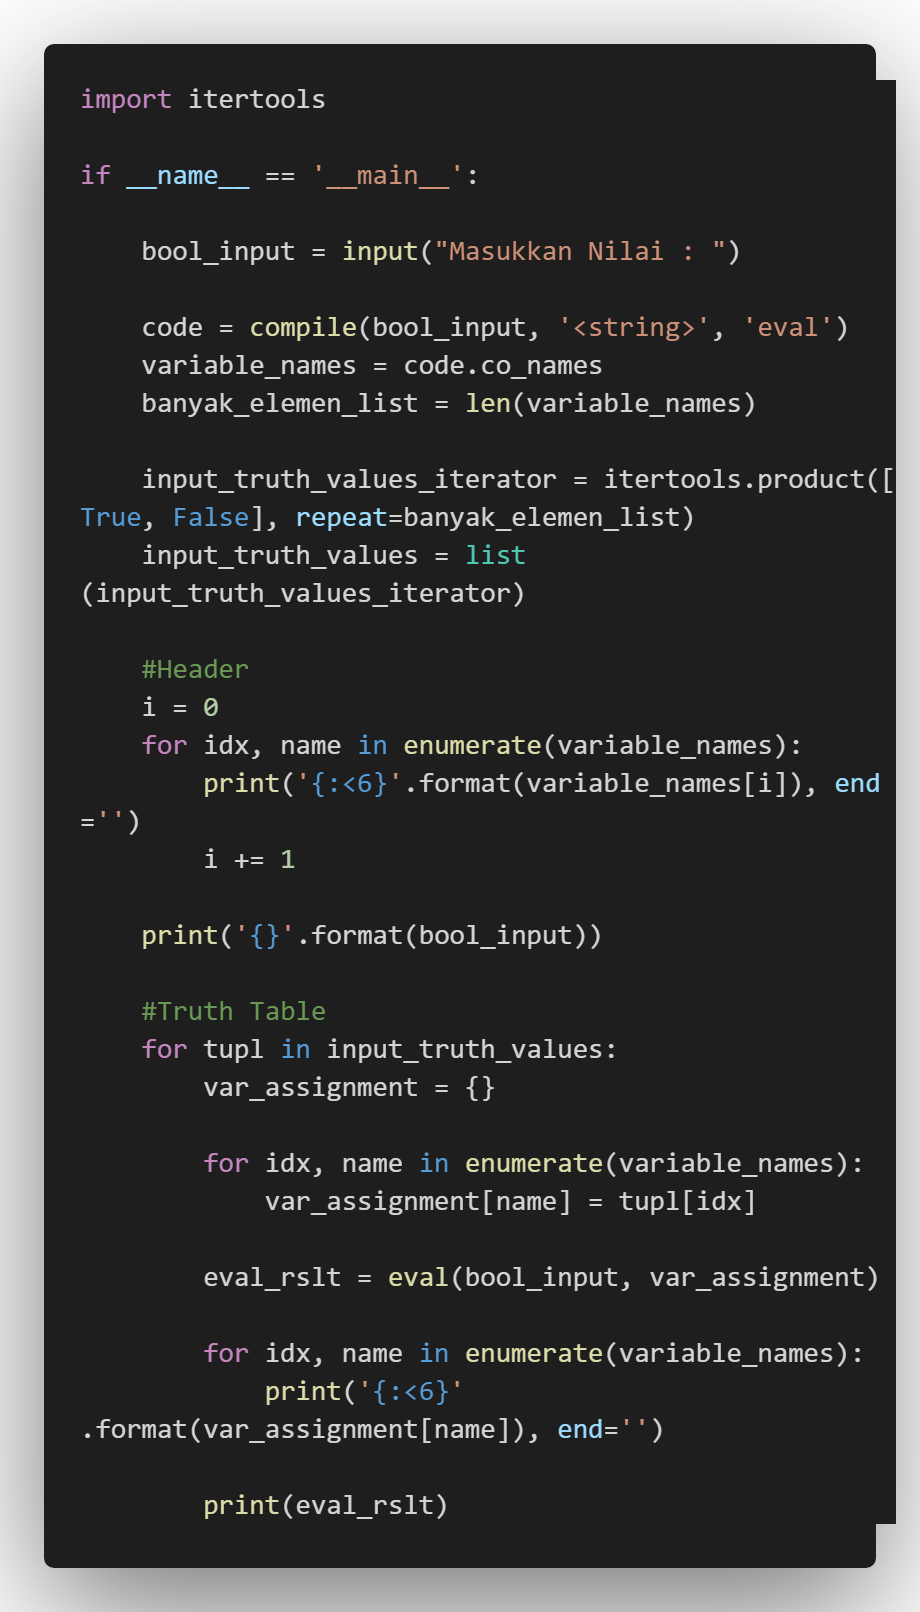 import itertools

if __name__ == '__main__':

    bool_input = input("Masukkan Nilai : ")

    code = compile(bool_input, '<string>', 'eval')
    variable_names = code.co_names
    banyak_elemen_list = len(variable_names)

    input_truth_values_iterator = itertools.product([
True, False], repeat=banyak_elemen_list)
    input_truth_values = list
(input_truth_values_iterator)

    #Header
    i = 0
    for idx, name in enumerate(variable_names):
        print('{:<6}'.format(variable_names[i]), end
='')
        i += 1

    print('{}'.format(bool_input))

    #Truth Table
    for tupl in input_truth_values:
        var_assignment = {}

        for idx, name in enumerate(variable_names):
            var_assignment[name] = tupl[idx]

        eval_rslt = eval(bool_input, var_assignment)

        for idx, name in enumerate(variable_names):
            print('{:<6}'
.format(var_assignment[name]), end='')

        print(eval_rslt)